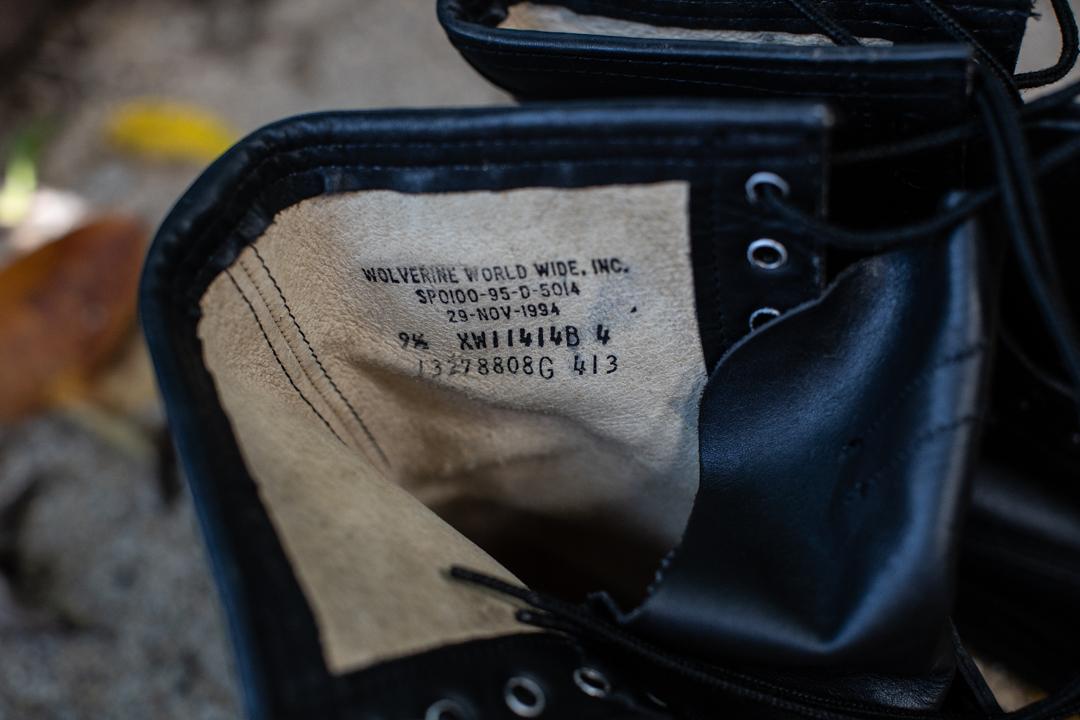 WOLVERINE WORLD WIDE, INC.
SPO100-95-D-5014
29-NOV-1994
9½ XW11414B 4
13278808G 413